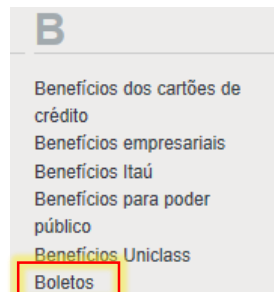 B
Benefícios dos cartões de
crédito
Benefícios empresariais
Benefícios Itaú
Benefícios para poder
público
Benefícios Uniclass
Boletos